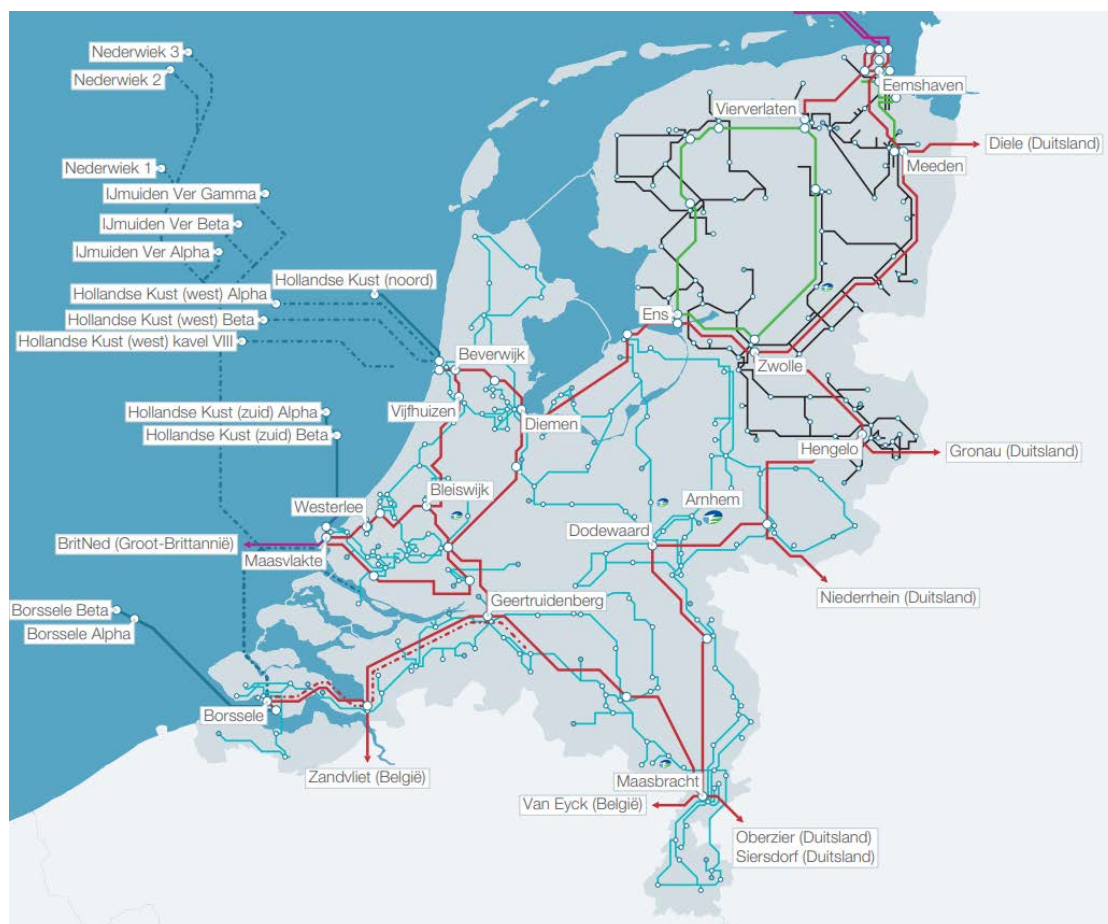 Nederwiek 3
Nederwiek 2
Eemshaven
Vierverlaten
Diele (Duitsland)
Meeden
Nederwiek 1
IJmuiden Ver Gamma
IJmuiden Ver Beta
IJmuiden Ver Alpha
Hollandse Kust (noord)
Hollandse Kust (west) Alpha
Hollandse Kust (west) Beta
Hollandse Kust (west) kavel VIII
Ens
Beverwijk
Zwolle
Hollandse Kust (zuid) Alpha
Hollandse Kust (zuid) Beta
Vijfhuizen
Diemen
Hengelo
Gronau (Duitsland)
Bleiswijk
Westerlee
Arnhem
Dodewaard
BritNed (Groot-Brittannië)
Maasvlakte
Niederrhein (Duitsland)
Geertruidenberg
Borssele Beta
Borssele Alpha
Borssele
Zandvliet (België)
Maasbracht
Van Eyck (België)
Oberzier (Duitsland)
Siersdorf (Duitsland)